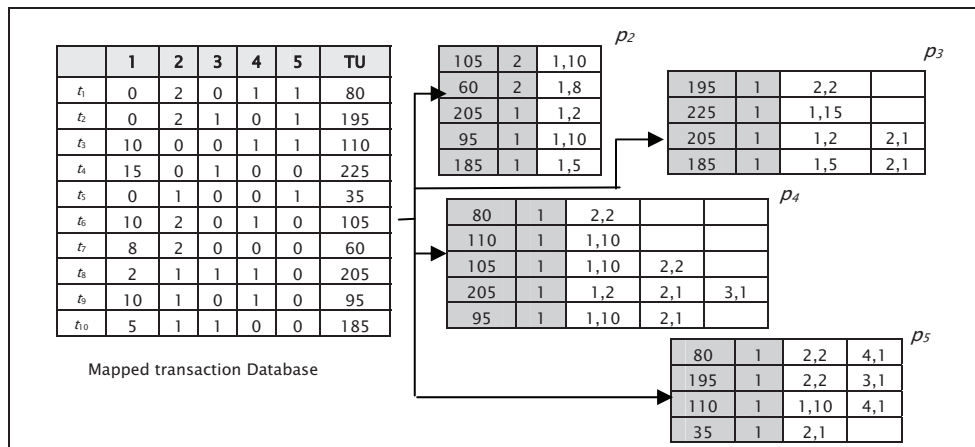 1 2 3 4 5 TU
t1 0 2 0 1 1 80
t2 0 2 1 0 1 195
t3 10 0 0 1 1 110
t4 15 0 1 0 0 225
t5 0 1 0 0 1 35
t6 10 2 0 1 0 105
t7 8 2 0 0 0 60
t8 2 1 1 1 0 205
t9 10 1 0 1 0 95
t10 5 1 1 0 0 185
Mapped transaction Database
p2
105 2 1,10
60 2 1,8
205 1 1,2
95 1 1,10
185 1 1,5
p3
195 1 2,2
225 1 1,15
205 1 1,2 2,1
185 1 1,5 2,1
p4
80 1 2,2
110 1 1,10
105 1 1,10 2,2
205 1 1,2 2,1 3,1
95 1 1,10 2,1
p5
80 1 2,2 4,1
195 1 2,2 3,1
110 1 1,10 4,1
35 1 2,1